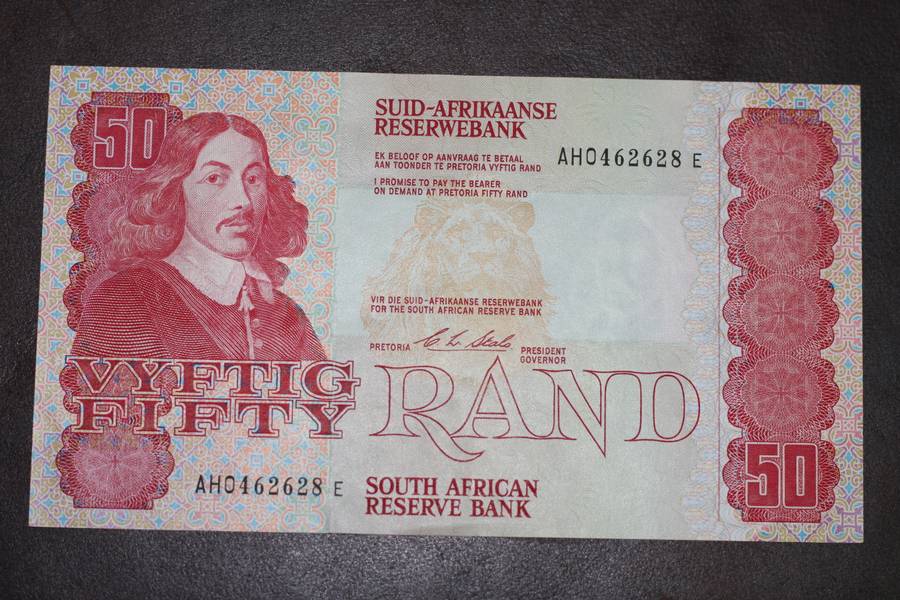 50
SUID-AFRIKAANSE
RESERWEBANK
EK BELOOF OP AANVRAAG TE BETAAL
AAN TOONDER TE PRETORIA VYFTIG RAND
AH0462628 E
I PROMISE TO PAY THE BEARER
ON DEMAND AT PRETORIA FIFTY RAND
VIR DIE SUID-AFRIKAANSE RESERWEBANK
FOR THE SOUTH AFRICAN RESERVE BANK
PRETORIA
PRESIDENT
GOVERNOR
VYFTIG
FIFTY
RAND
50
AH0462628 E
SOUTH AFRICAN
RESERVE BANK